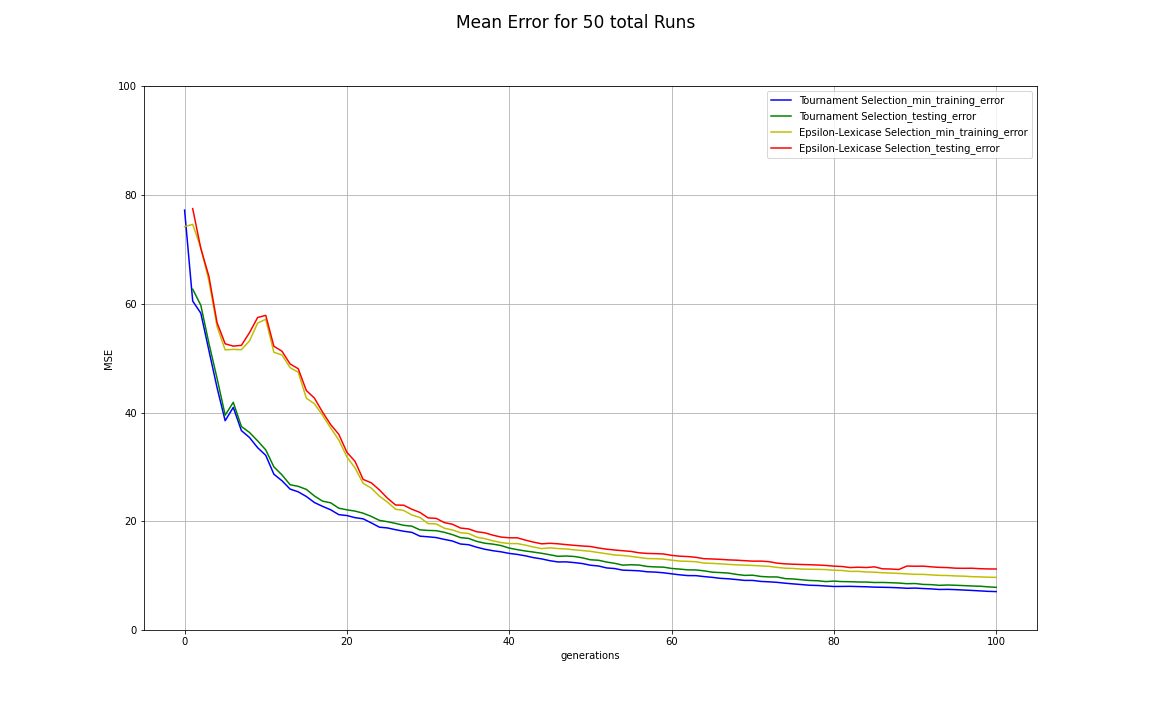 Mean Error for 50 total Runs
100
80
60
40
20
0
MSE
0 20 40 60 80 100
generations
Tournament Selection_min_training_error
Tournament Selection_testing_error
Epsilon-Lexicase Selection_min_training_error
Epsilon-Lexicase Selection_testing_error